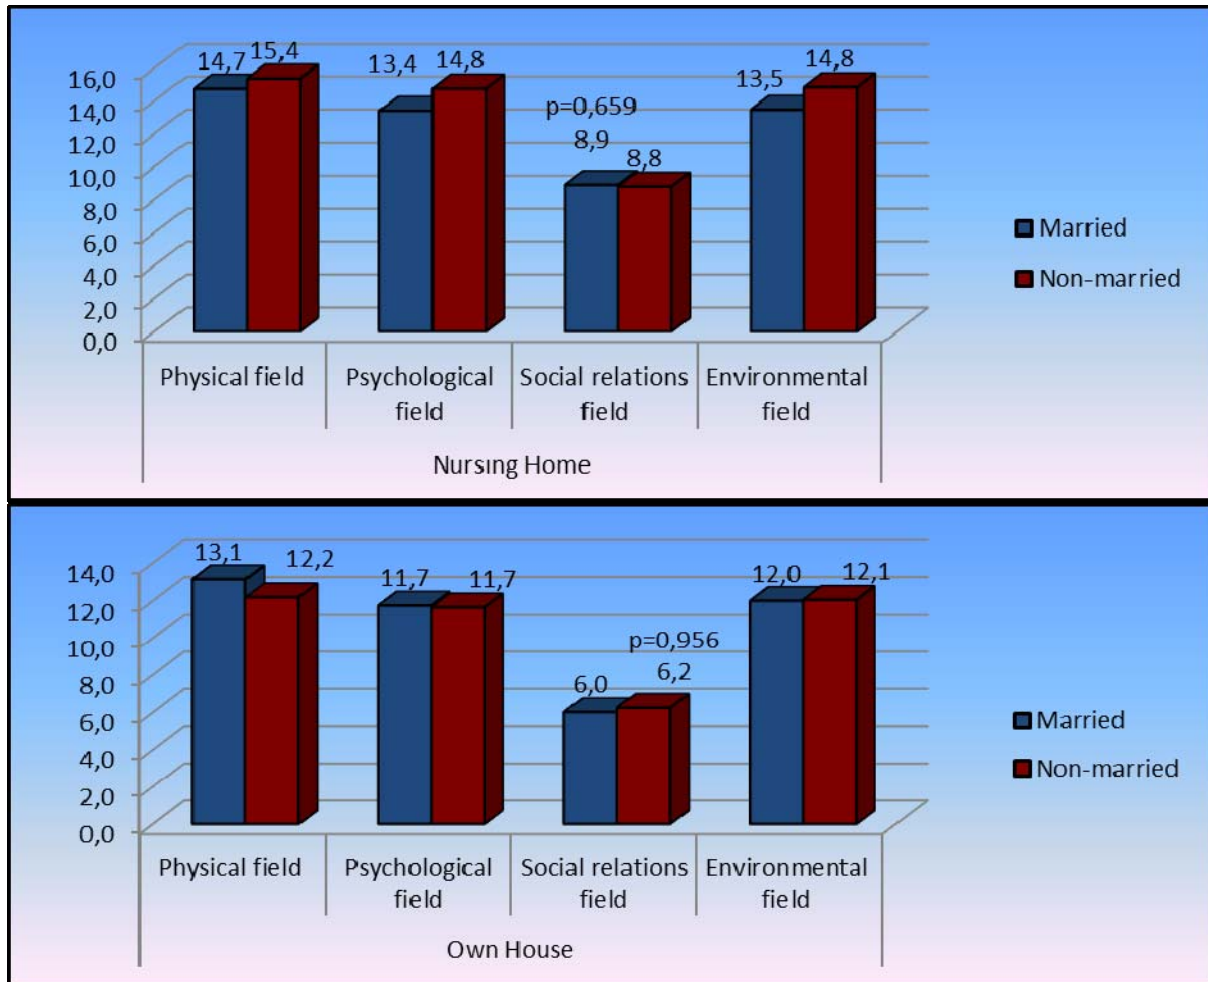 14,7 15,4 13,4 14,8 13,5 14,8
p=0,659
8,9 8,8
16,0
14,0
12,0
10,0
8,0
6,0
4,0
2,0
0,0
Married
Non-married
Physical field
Psychological
field
Social relations
field
Environmental
field
Nursing Home
13,1 12,2 11,7 11,7 12,0 12,1
p=0,956
6,0 6,2
14,0
12,0
10,0
8,0
6,0
4,0
2,0
0,0
Married
Non-married
Physical field
Psychological
field
Social relations
field
Environmental
field
Own House